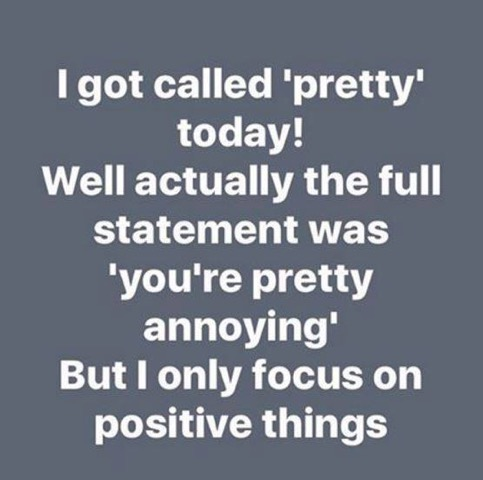 I got called 'pretty'
today!
Well actually the full
statement was
'you're pretty
annoying'
But I only focus on
positive things